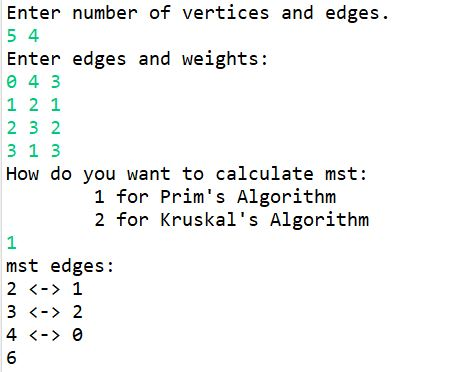 Enter number of vertices and edges.
5 4
Enter edges and weights:
0 4 3
1 2 1
2 3 2
3 1 3
How do you want to calculate mst:
1 for Prim's Algorithm
2 for Kruskal's Algorithm
1
mst edges:
2 <-> 1
3 <-> 2
4 <-> 0
6